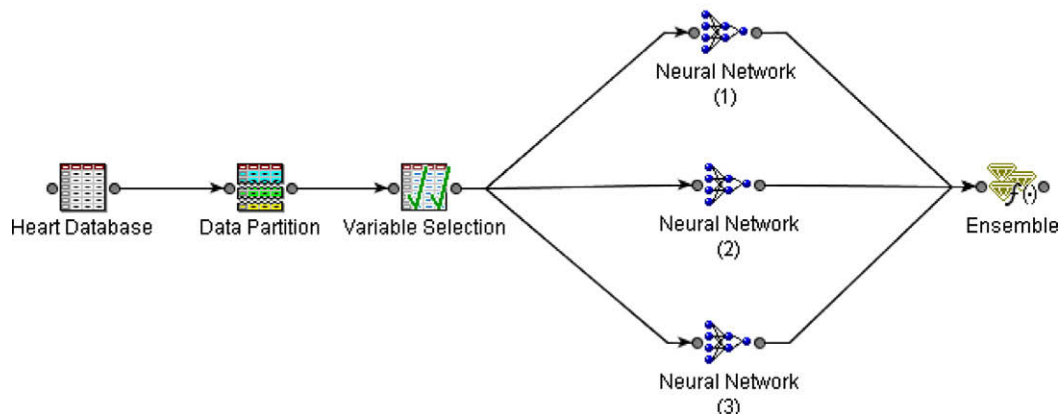 Neural Network
(1)
Heart Database
Data Partition
Variable Selection
Neural Network
(2)
Ensemble
Neural Network
(3)